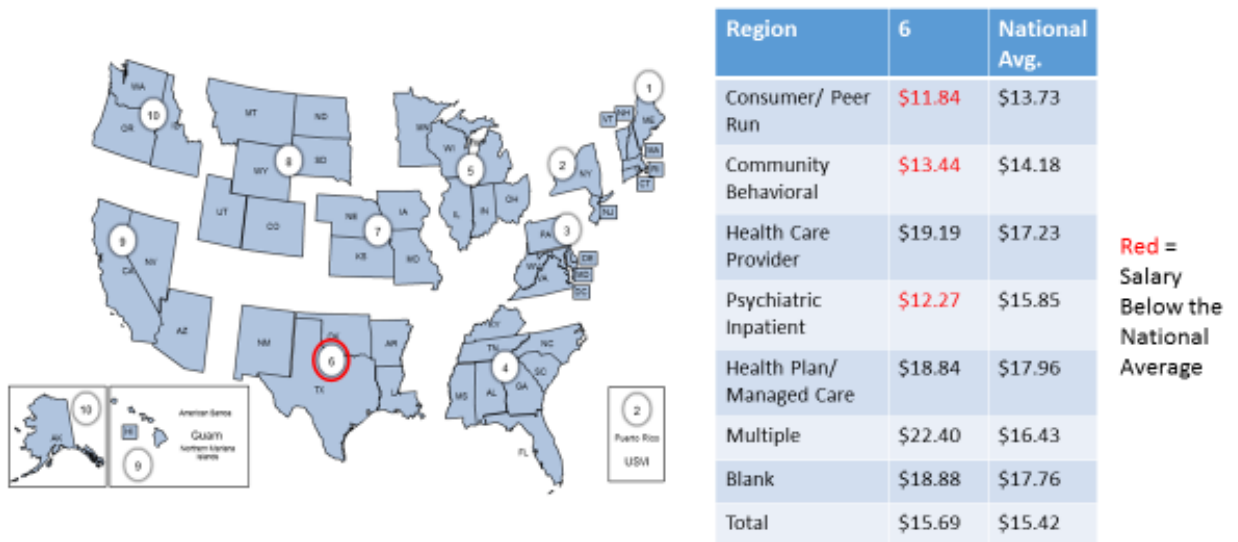 WA
OR
ID
10
MT
ND
SD
WY
8
UT
CO
MN
WI
5
IL
IN
OH
1
VT
NH
ME
MA
CT
2
NY
NJ
PA
3
WV
VA
DE
MD
DC
NE
IA
7
KS
MO
9
CA
NV
AZ
NM
OK
6
TX
AR
LA
KY
TN
NC
4
SC
MS
AL
GA
FL
AK
10
HI
American Samoa
Guam
Northern Mariana
Islands
9
2
Puerto Rico
USVI
Region 6 National
Avg.
Consumer/ Peer $11.84 $13.73
Run
Community $13.44 $14.18
Behavioral
Health Care $19.19 $17.23
Provider
Psychiatric $12.27 $15.85
Inpatient
Health Plan/ $18.84 $17.96
Managed Care
Multiple $22.40 $16.43
Blank $18.88 $17.76
Total $15.69 $15.42
Red =
Salary
Below the
National
Average